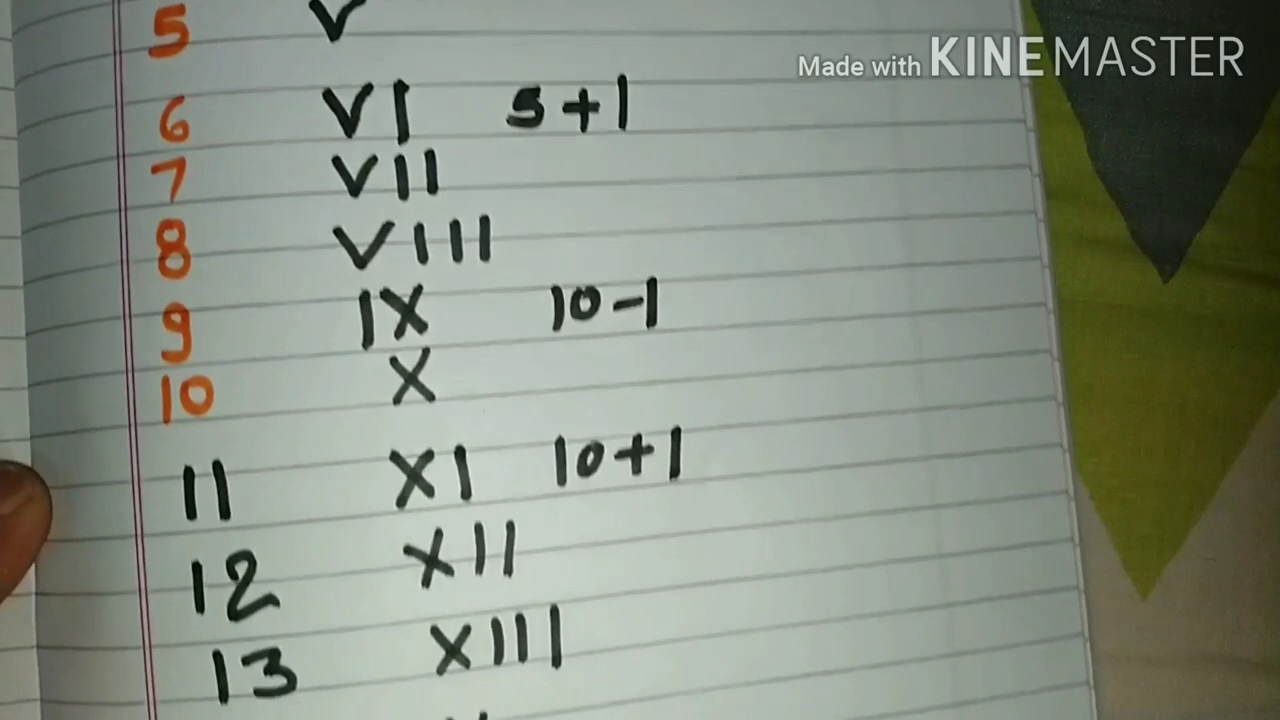 Made with KINEMASTER
5 V
6 VI 5+1
7 VII
8 VIII
9 IX 10-1
10 X
11 XI 10+1
12 XII
13 XIII